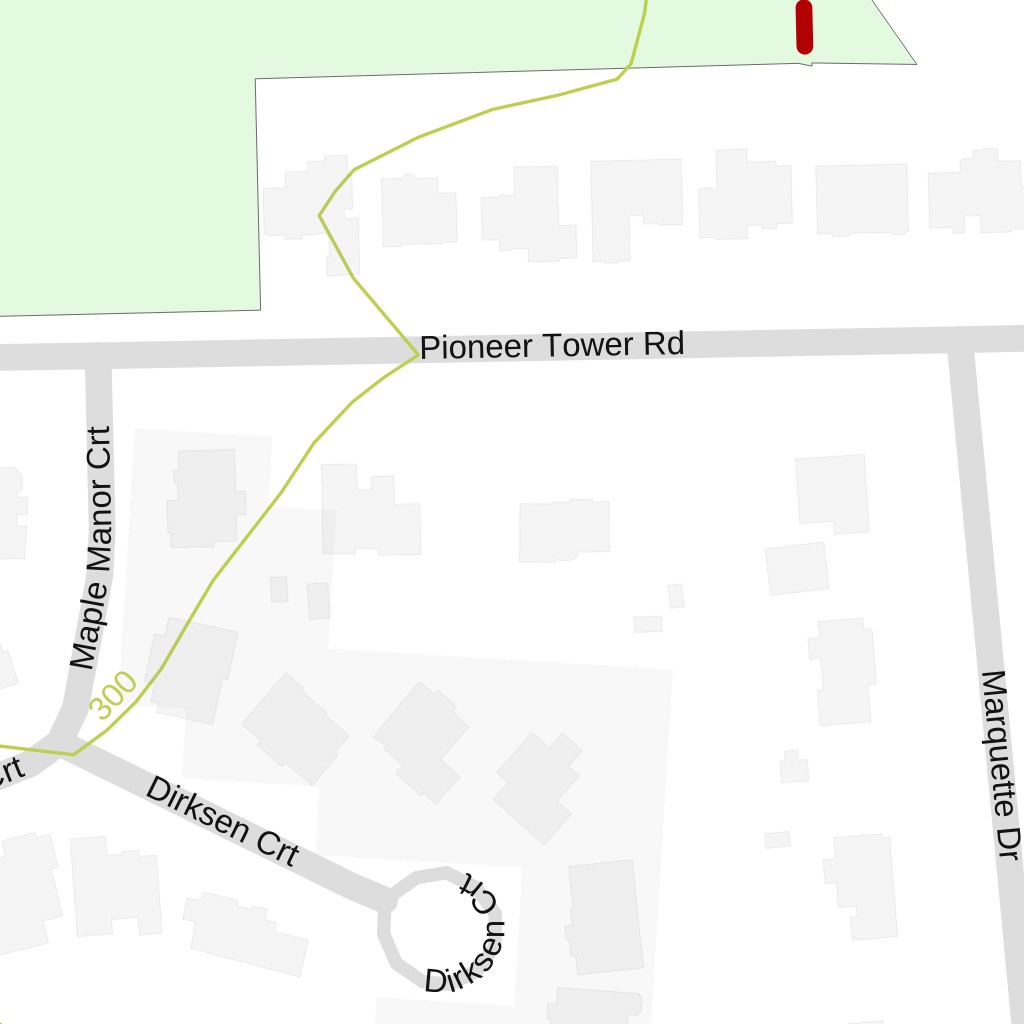 Pioneer Tower Rd
Maple Manor Crt
300
Marquette Dr
Dirksen Crt
Dirksen Crt